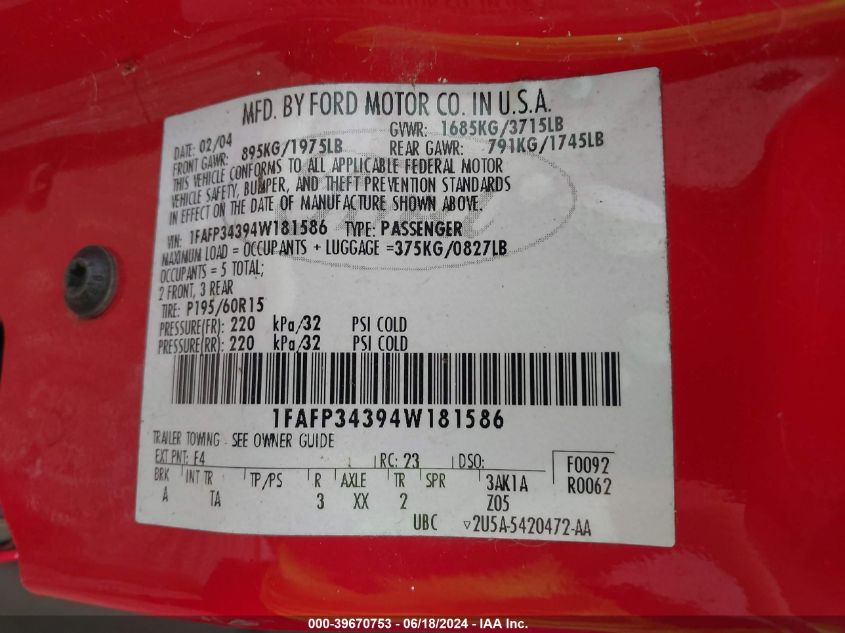 MFD. BY FORD MOTOR CO. IN U.S.A.
DATE: 02/04 GVWR: 1685KG/3715LB
FRONT GAWR: 895KG/1975LB REAR GAWR: 791KG/1745LB
THIS VEHICLE CONFORMS TO ALL APPLICABLE FEDERAL MOTOR
VEHICLE SAFETY, BUMPER, AND THEFT PREVENTION STANDARDS
IN EFFECT ON THE DATE OF MANUFACTURE SHOWN ABOVE.
VIN: 1FAFP34394W181586 TYPE: PASSENGER
MAXIMUM LOAD = OCCUPANTS + LUGGAGE =375KG/0827LB
OCCUPANTS = 5 TOTAL;
2 FRONT, 3 REAR
TIRE: P195/60R15
PRESSURE(FR): 220 kPa/32 PSI COLD
PRESSURE(RR): 220 kPa/32 PSI COLD
1FAFP34394W181586
TRAILER TOWING - SEE OWNER GUIDE
EXT PNT: F4 RC: 23 DSO: F0092
BRK INT TR TP/PS R AXLE TR SPR 3AK1A R0062
A TA 3 XX 2 Z05
UBC 2U5A-5420472-AA
000-39670753 - 06/18/2024 - IAA Inc.